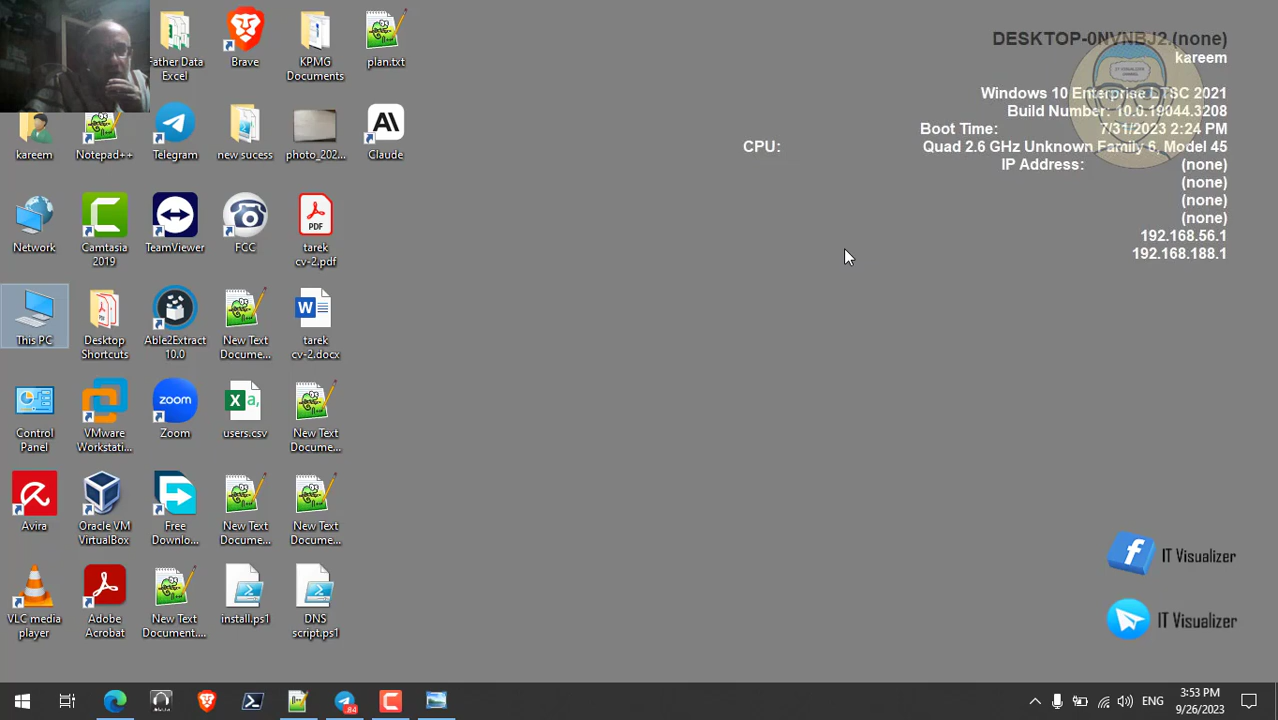 Father Data
Excel
Brave
KPMG
Documents
plan.txt
kareem
Notepad++
Telegram
new sucess
photo_202...
Claude
Network
Camtasia
2019
TeamViewer
FCC
tarek
cv-2.pdf
This PC
Desktop
Shortcuts
Able2Extract
10.0
New Text
Docume...
tarek
cv-2.docx
Control
Panel
VMware
Workstati...
Zoom
users.csv
New Text
Docume...
Avira
Oracle VM
VirtualBox
Free
Downlo...
New Text
Docume...
New Text
Docume...
VLC media
player
Adobe
Acrobat
New Text
Document....
install.ps1
DNS
script.ps1
DESKTOP-0NVNBJ2.(none)
kareem
Windows 10 Enterprise LTSC 2021
Build Number: 10.0.19044.3208
Boot Time: 7/31/2023 2:24 PM
CPU: Quad 2.6 GHz Unknown Family 6, Model 45
IP Address: (none)
(none)
(none)
(none)
192.168.56.1
192.168.188.1
IT Visualizer
IT Visualizer
ENG
3:53 PM
9/26/2023